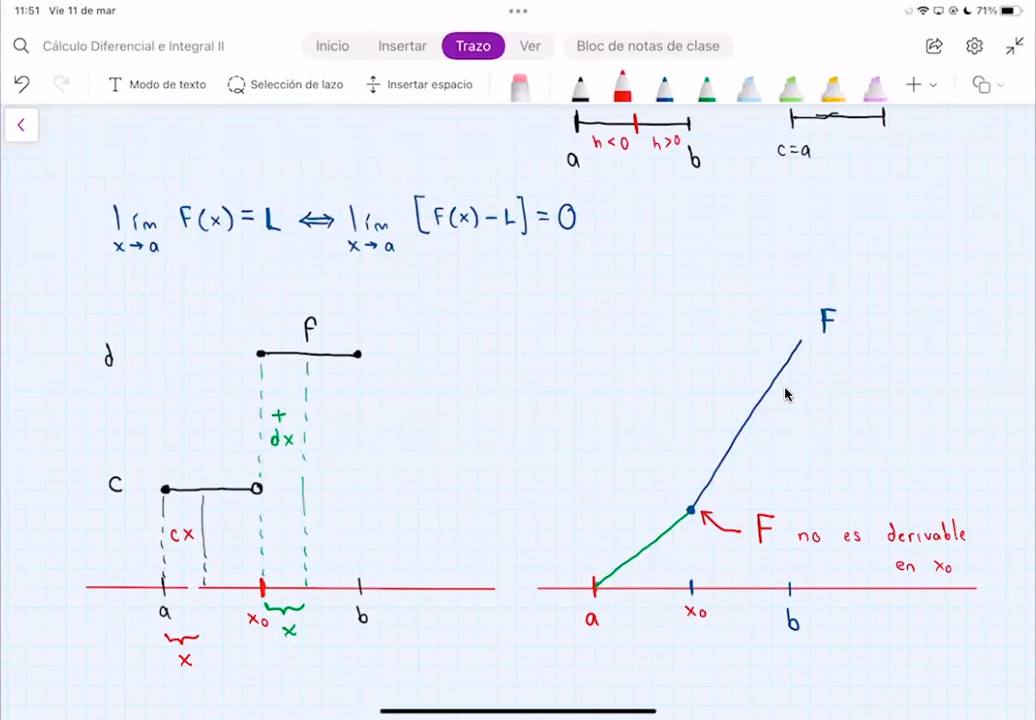 11:51 Vie 11 de mar
71%
Cálculo Diferencial e Integral II
Inicio Insertar Trazo Ver Bloc de notas de clase
Modo de texto Selección de lazo Insertar espacio
h < 0 h > 0
a b c = a
lím F(x) = L ⟺ lím [F(x) - L] = 0
x → a x → a
f
F
d
+
dx
c
cx
F no es derivable
en x₀
a x₀ b
x
x
a x₀ b